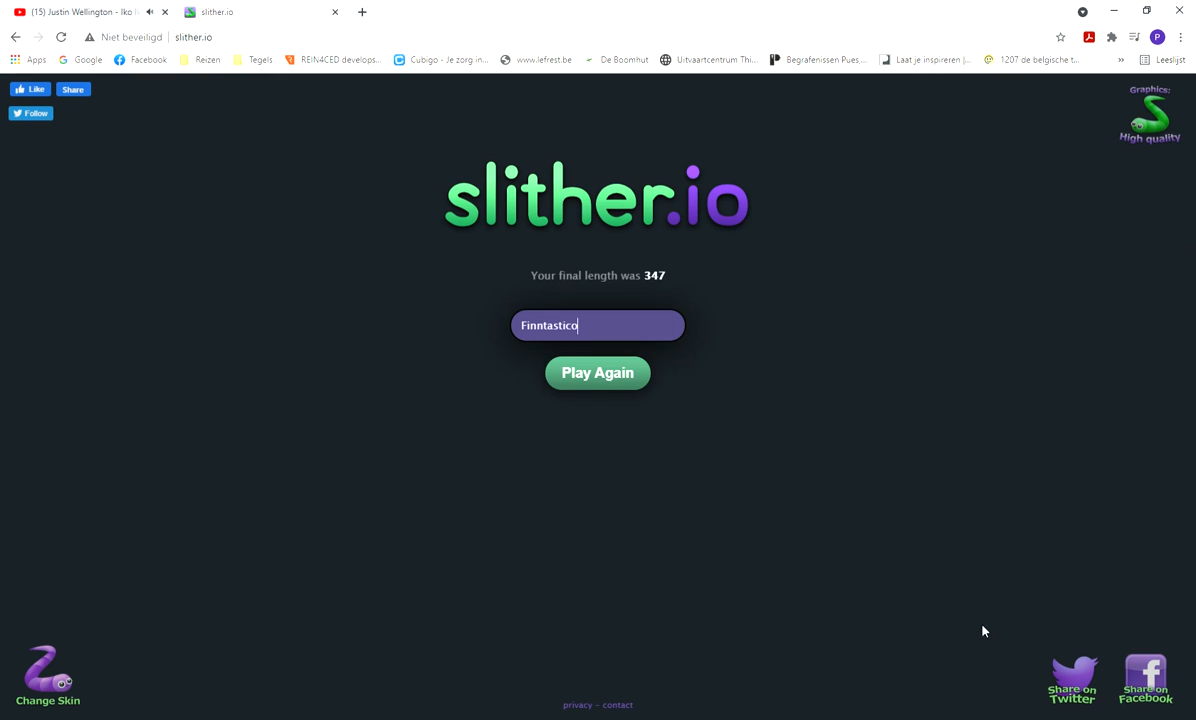 (15) Justin Wellington - Iko
slither.io
Niet beveiligd
slither.io
P
Apps
Google
Facebook
Reizen
Tegels
REIN4CED develops...
Cubigo - Je zorg in...
www.lefrest.be
De Boomhut
Uitvaartcentrum Thi...
Begrafenissen Pues,...
Laat je inspireren |...
1207 de belgische t...
»
Leeslijst
Like
Share
Follow
Graphics:
High quality
slither.io
Your final length was 347
Finntastico
Play Again
Change Skin
privacy - contact
Share on
Twitter
Share on
Facebook